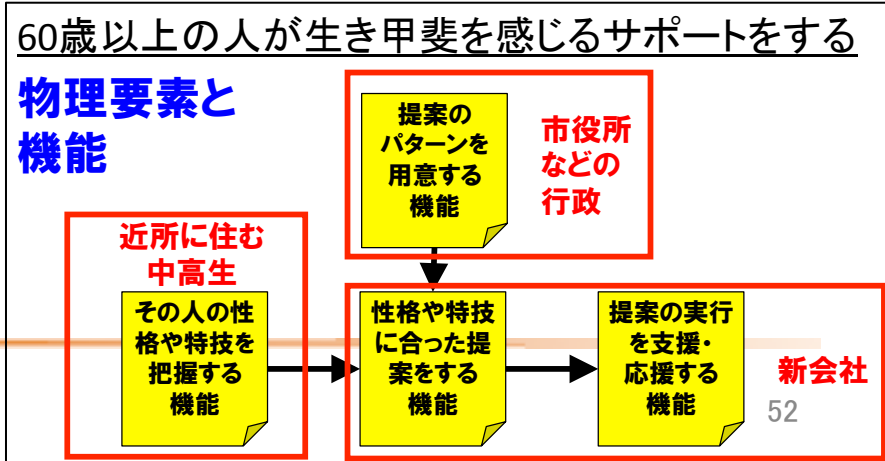 60歳以上の人が生き甲斐を感じるサポートをする
物理要素と
機能
提案の
パターンを
用意する
機能
市役所
などの
行政
近所に住む
中高生
その人の性
格や特技を
把握する
機能
性格や特技
に合った提
案をする
機能
提案の実行
を支援・
応援する
機能
新会社
52